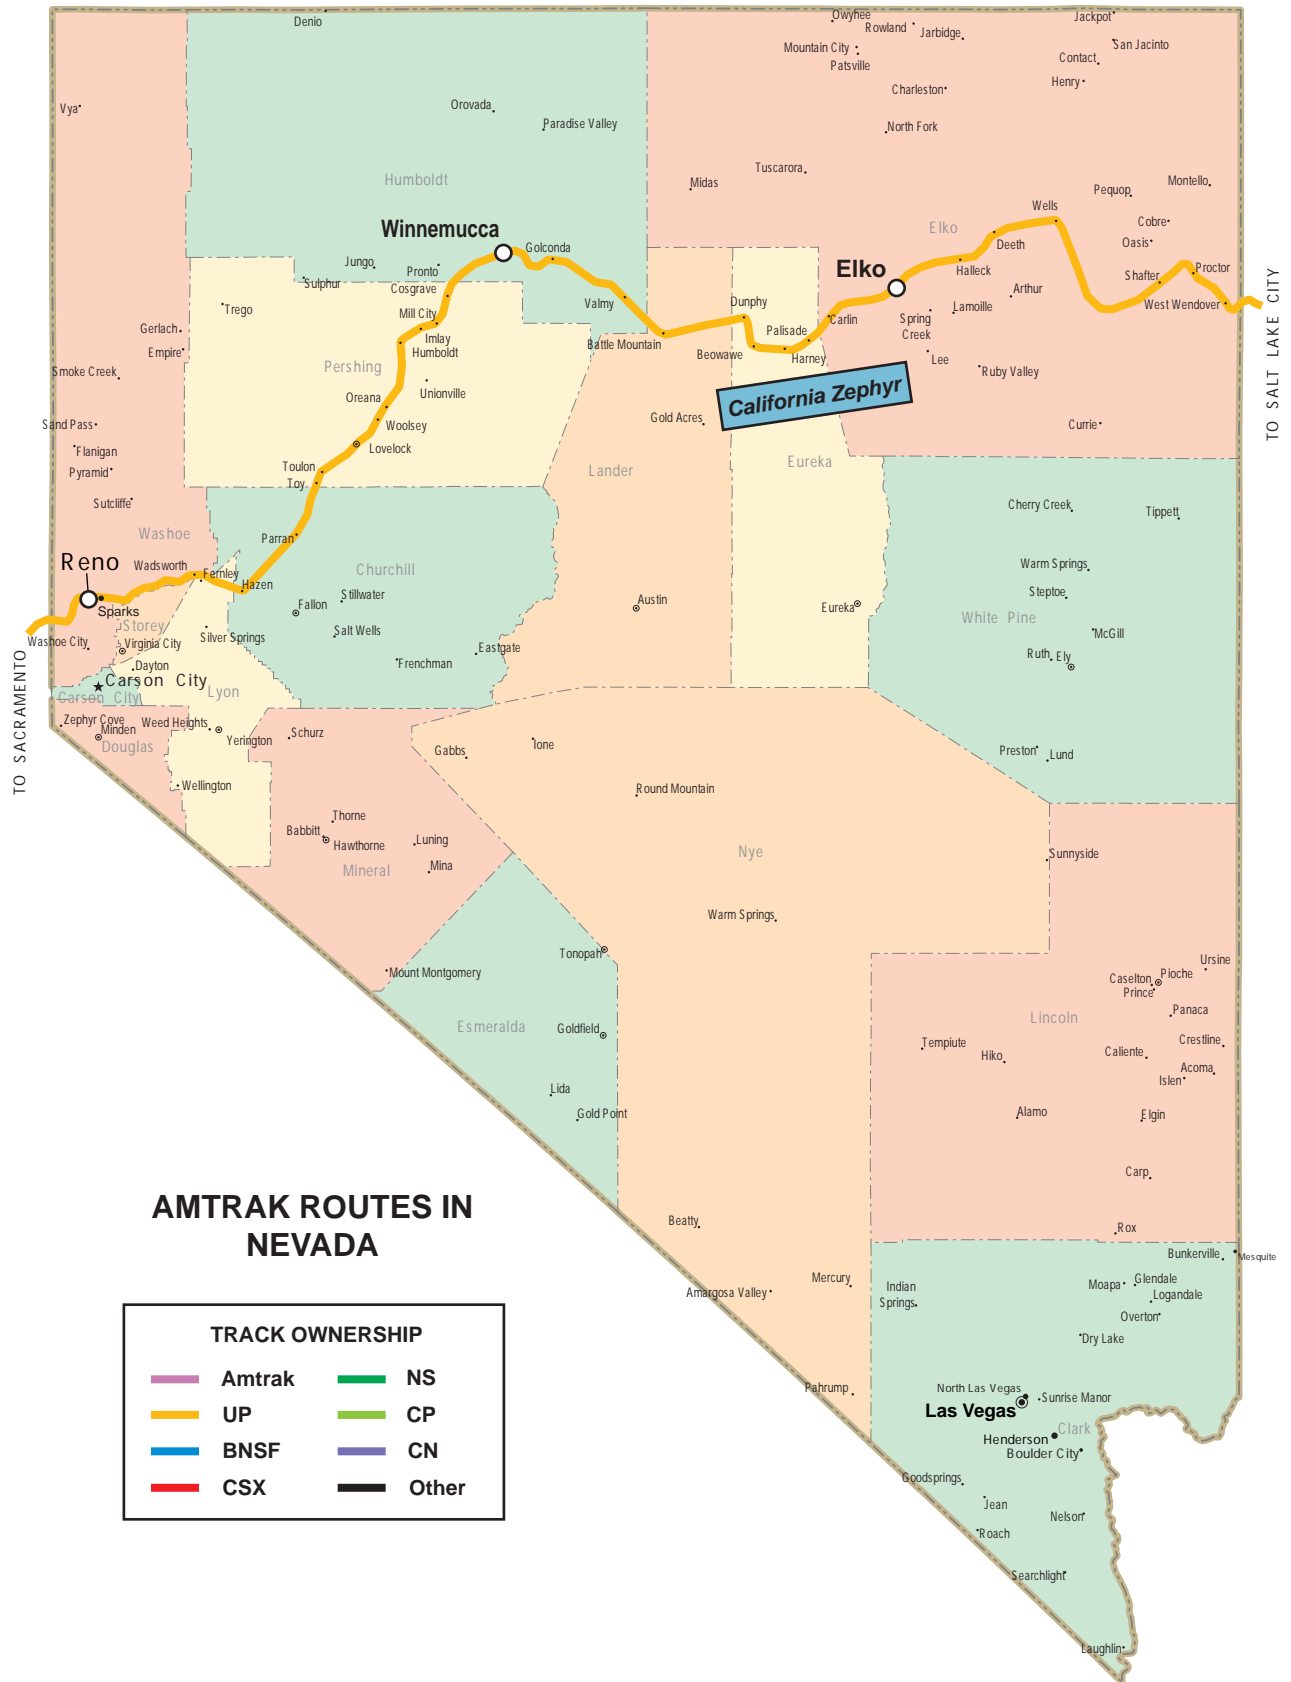 Denio
Owyhee
Rowland
Jarbidge
Jackpot
San Jacinto
Mountain City
Patsville
Contact
Henry
Charleston
Vya
Orovada
Paradise Valley
North Fork
Humboldt
Midas
Tuscarora
Pequop
Montello
Winnemucca
Wells
Elko
Cobre
Oasis
Deeth
Golconda
Elko
Halleck
Shafter
Proctor
Jungo
Pronto
Sulphur
Cosgrave
Valmy
Dunphy
Arthur
West Wendover
TO SALT LAKE CITY
Trego
Mill City
Imlay
Humboldt
Gerlach
Empire
Battle Mountain
Beowawe
Palisade
Harney
Carlin
Spring
Creek
Lamoille
Lee
Ruby Valley
Smoke Creek
Pershing
Unionville
Oreana
Woolsey
Lovelock
California Zephyr
Gold Acres
Currie
Sand Pass
Flanigan
Pyramid
Toulon
Toy
Lander
Eureka
Sutcliffe
Cherry Creek
Tippett
Washoe
Parran
Reno
Wadsworth
Fernley
Hazen
Churchill
Warm Springs
Steptoe
Sparks
Stillwater
Fallon
Austin
Eureka
White Pine
Storey
Silver Springs
Salt Wells
McGill
Washoe City
Virginia City
Eastgate
Ruth
Ely
Dayton
Frenchman
TO SACRAMENTO
Carson City
Carson City
Lyon
Zephyr Cove
Minden
Weed Heights
Yerington
Douglas
Schurz
Gabbs
Ione
Preston
Lund
Wellington
Round Mountain
Thorne
Babbitt
Hawthorne
Luning
Mineral
Mina
Nye
Sunnyside
Warm Springs
Tonopah
Mount Montgomery
Ursine
Caselton
Pioche
Prince
Panaca
Esmeralda
Goldfield
Lincoln
Tempiute
Hiko
Caliente
Crestline
Acoma
Islen
Lida
Gold Point
Alamo
Elgin
Carp
AMTRAK ROUTES IN
NEVADA
Beatty
Rox
Bunkerville
Mesquite
Mercury
Amargosa Valley
Indian
Springs
Moapa
Glendale
Logandale
Overton
Dry Lake
TRACK OWNERSHIP
Amtrak
NS
UP
CP
BNSF
CN
CSX
Other
Pahrump
North Las Vegas
Sunrise Manor
Las Vegas
Clark
Henderson
Boulder City
Goodsprings
Jean
Nelson
Roach
Searchlight
Laughlin